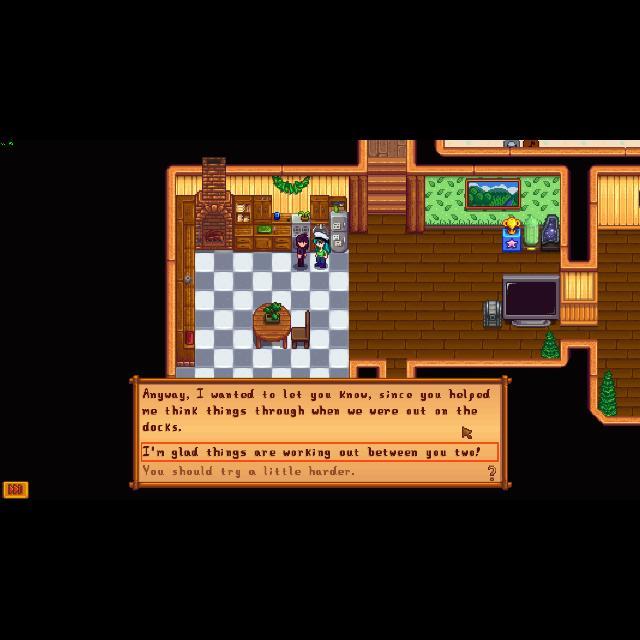 Anyway, I wanted to let you know, since you helped
me think things through when we were out on the
docks.
I'm glad things are working out between you two!
You should try a little harder.
?